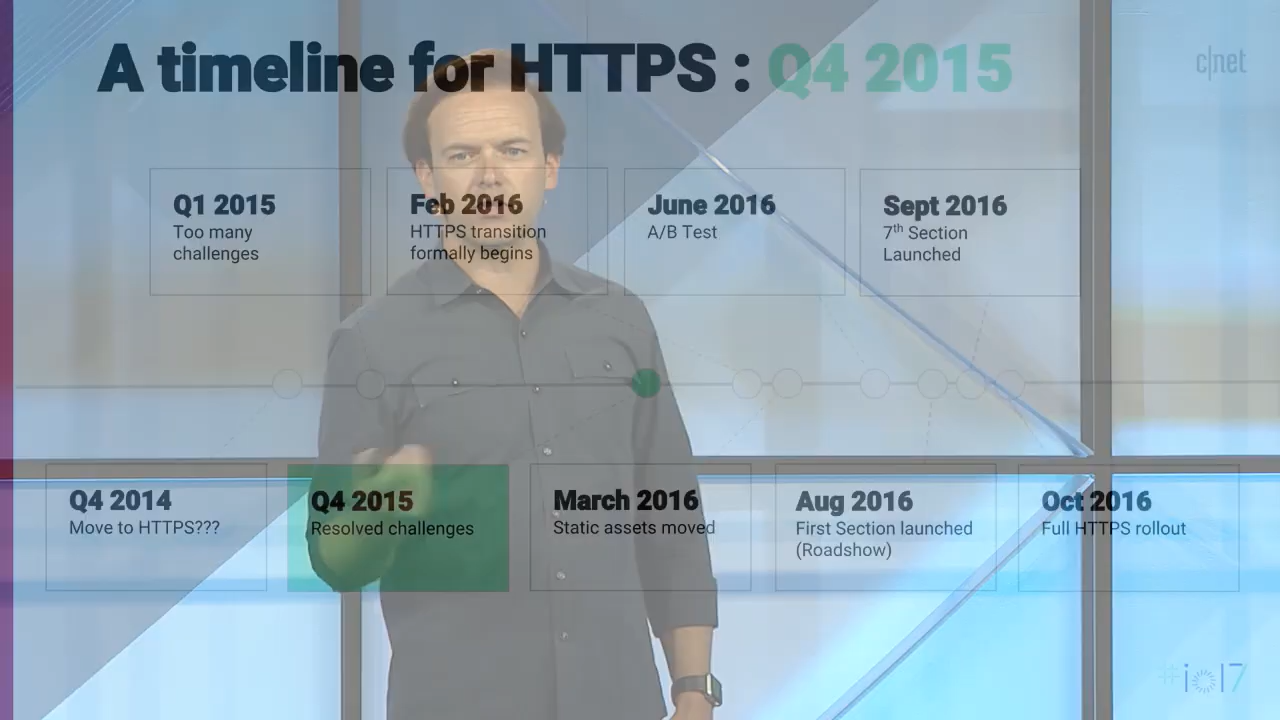 A timeline for HTTPS : Q4 2015
c|net
Q1 2015
Too many
challenges
Feb 2016
HTTPS transition
formally begins
June 2016
A/B Test
Sept 2016
7th Section
Launched
Q4 2014
Move to HTTPS???
Q4 2015
Resolved challenges
March 2016
Static assets moved
Aug 2016
First Section launched
(Roadshow)
Oct 2016
Full HTTPS rollout
#io17